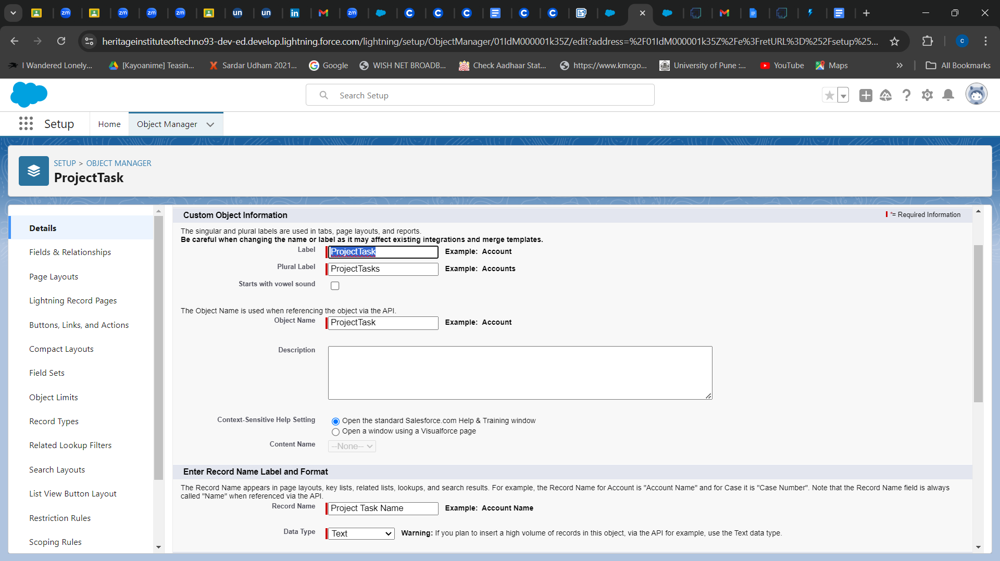 zm
zm
zm
zm
un
un
in
zm
C
C
C
C
C
heritageinstituteoftechno93-dev-ed.develop.lightning.force.com/lightning/setup/ObjectManager/01IdM000001k35Z/edit?address=%2F01IdM000001k35Z%2Fe%3FretURL%3D%252Fsetup%25...
C
I Wandered Lonely...
[Kayoanime] Teasin...
Sardar Udham 2021...
Google
WISH NET BROADB...
Check Aadhaar Stat...
https://www.kmcgo...
University of Pune :...
YouTube
Maps
All Bookmarks
Search Setup
Setup
Home
Object Manager
SETUP > OBJECT MANAGER
ProjectTask
Details
Fields & Relationships
Page Layouts
Lightning Record Pages
Buttons, Links, and Actions
Compact Layouts
Field Sets
Object Limits
Record Types
Related Lookup Filters
Search Layouts
List View Button Layout
Restriction Rules
Scoping Rules
Custom Object Information
*= Required Information
The singular and plural labels are used in tabs, page layouts, and reports.
Be careful when changing the name or label as it may affect existing integrations and merge templates.
Label ProjectTask Example: Account
Plural Label ProjectTasks Example: Accounts
Starts with vowel sound
The Object Name is used when referencing the object via the API.
Object Name ProjectTask Example: Account
Description
Context-Sensitive Help Setting Open the standard Salesforce.com Help & Training window
Open a window using a Visualforce page
Content Name --None--
Enter Record Name Label and Format
The Record Name appears in page layouts, key lists, related lists, lookups, and search results. For example, the Record Name for Account is "Account Name" and for Case it is "Case Number". Note that the Record Name field is always
called "Name" when referenced via the API.
Record Name Project Task Name Example: Account Name
Data Type Text Warning: If you plan to insert a high volume of records in this object, via the API for example, use the Text data type.